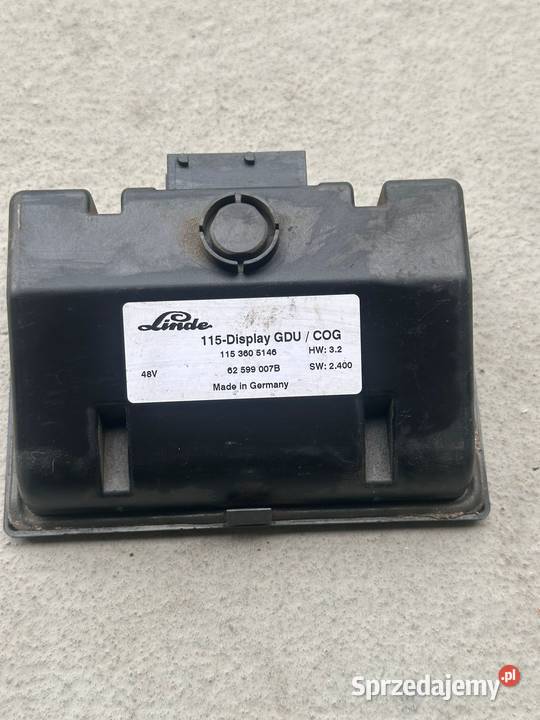 Linde
115-Display GDU / COG
115 360 5146 HW: 3.2
48V 62 599 007B SW: 2.400
Made in Germany
Sprzedajemy.pl